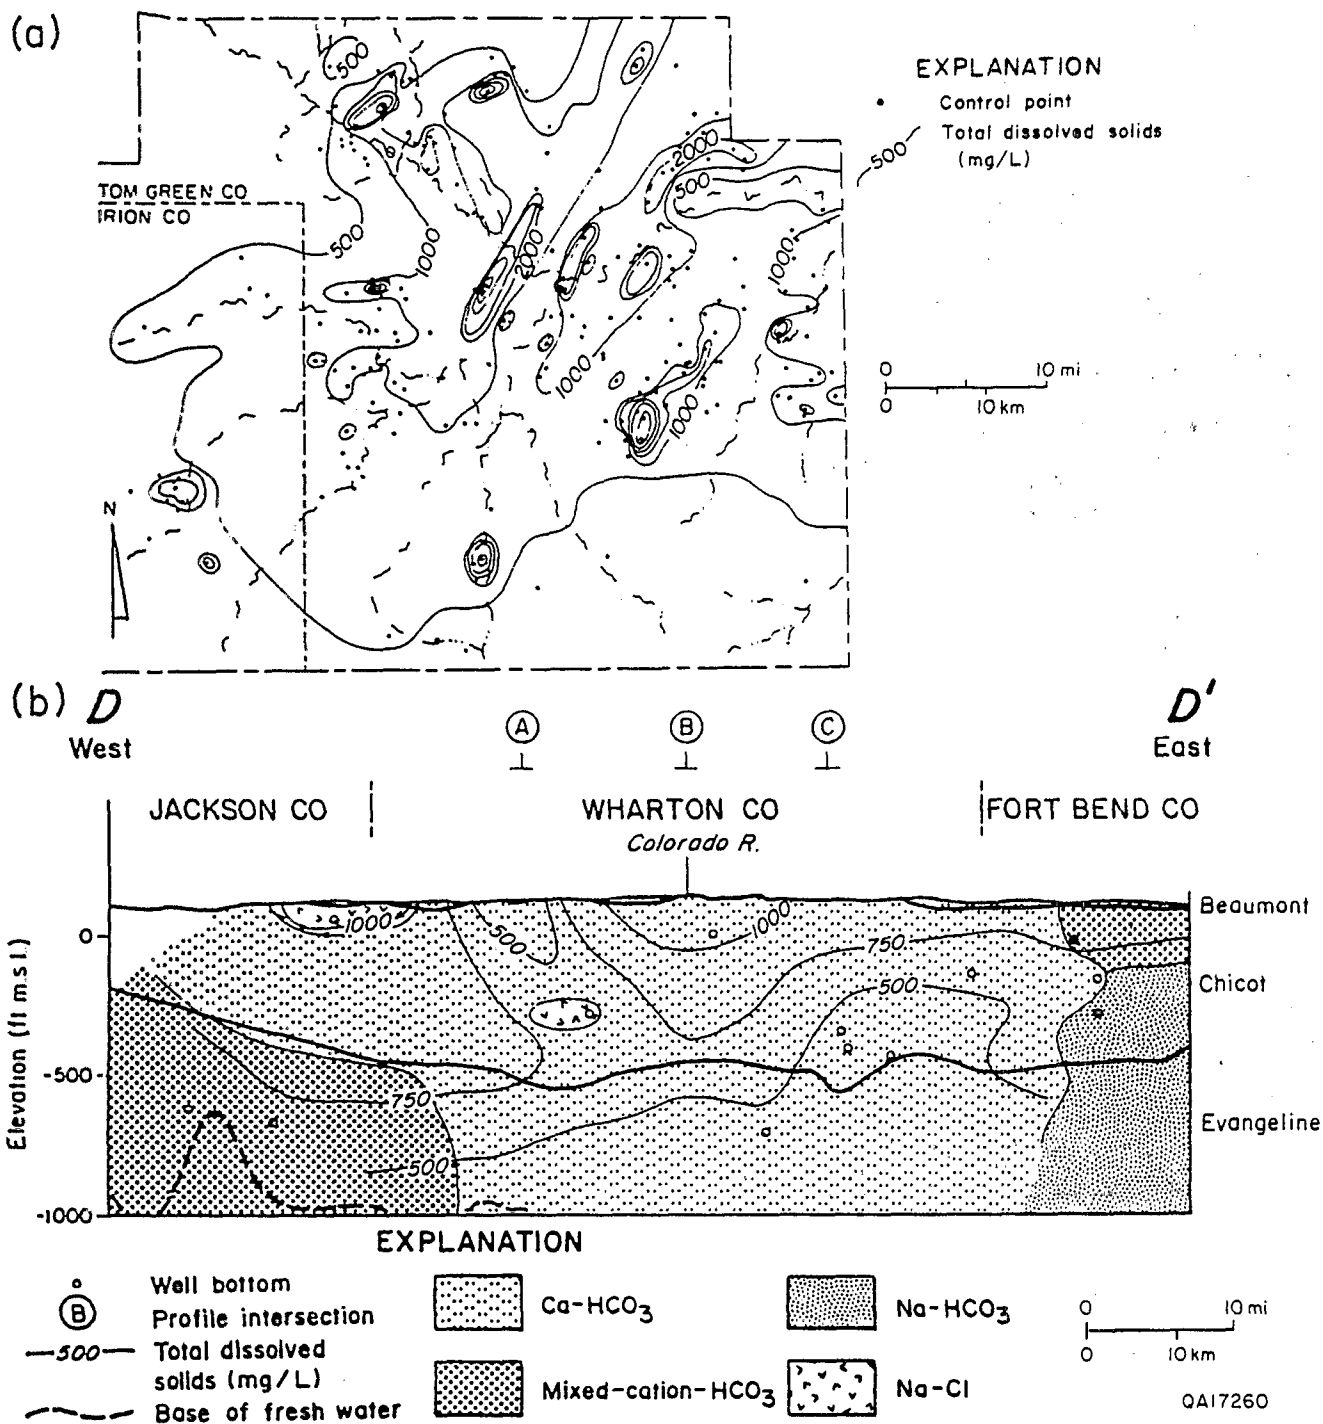 (a)
500
EXPLANATION
Control point
500
Total dissolved solids
(mg/L)
2000
500
TOM GREEN CO
IRION CO
500
1000
2000
1000
1000
1000
0 10 mi
0 10 km
N
(b)
D
West
A
B
C
D'
East
JACKSON CO
WHARTON CO
FORT BEND CO
Colorado R.
Beaumont
Chicot
Evangeline
Elevation (ft m.s.l.)
0
-500
-1000
1000
500
1000
750
500
750
500
EXPLANATION
Well bottom
B Profile intersection
500 Total dissolved
solids (mg/L)
Base of fresh water
Ca-HCO3
Mixed-cation-HCO3
Na-HCO3
Na-Cl
0 10 mi
0 10 km
QA17260